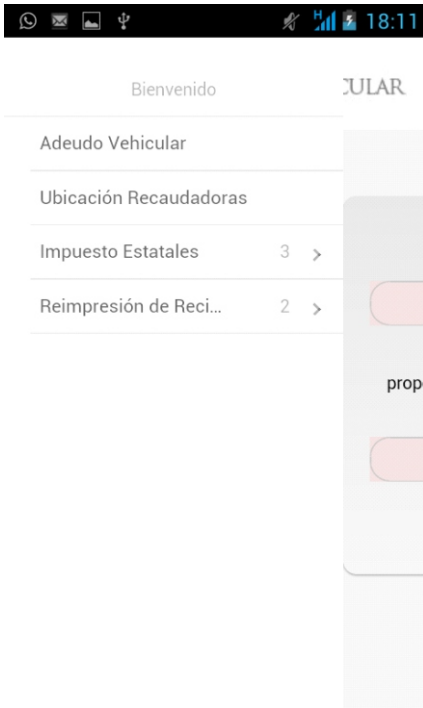 H 18:11
Bienvenido
CULAR
Adeudo Vehicular
Ubicación Recaudadoras
Impuesto Estatales 3
Reimpresión de Reci... 2
prop